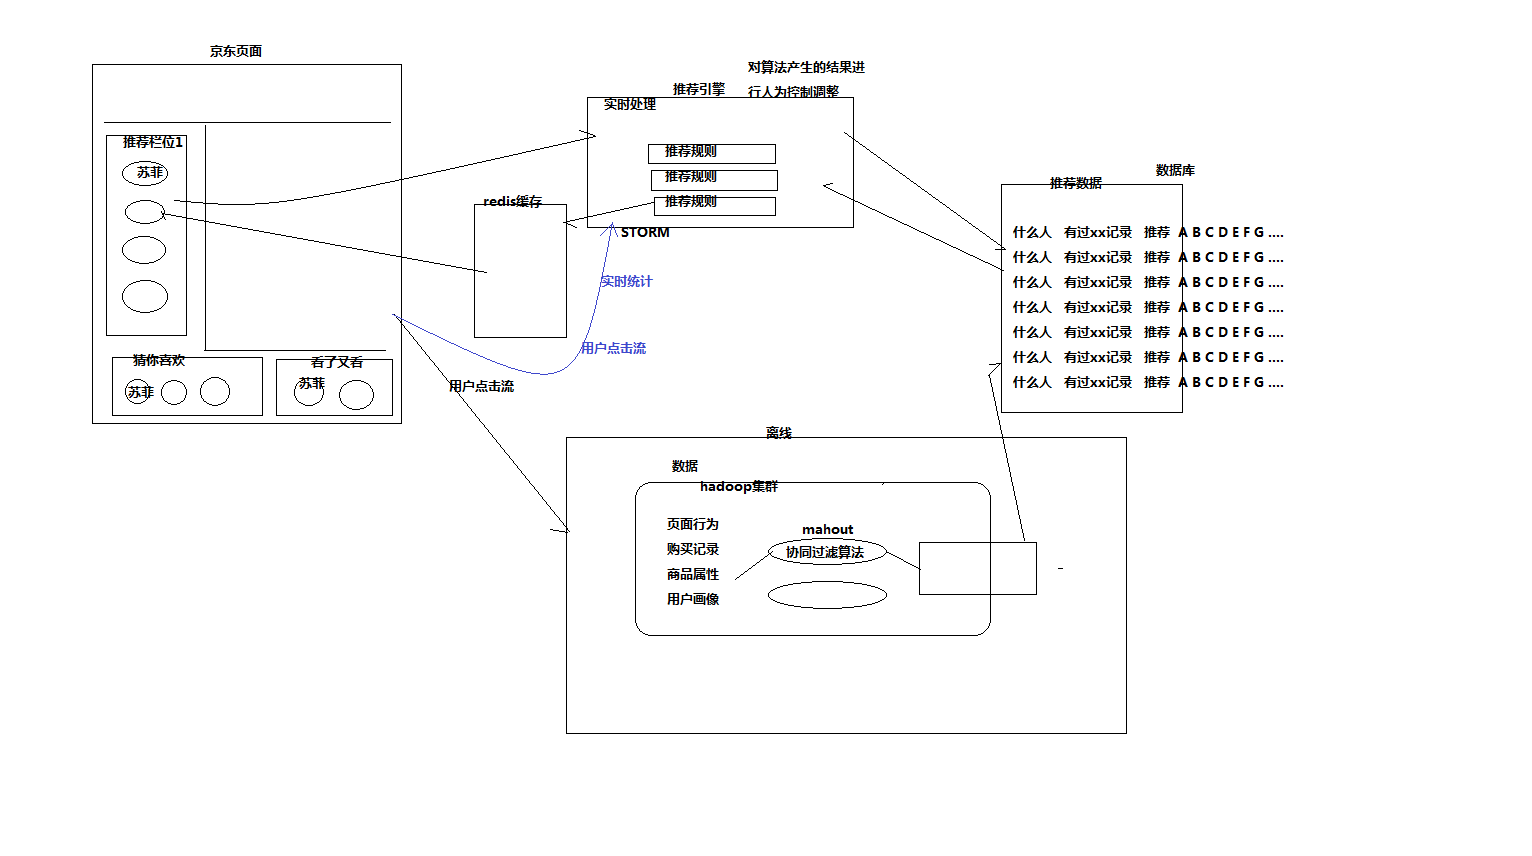 京东页面
推荐栏位1
苏菲
猜你喜欢
苏菲
看了又看
苏菲
redis缓存
推荐引擎
对算法产生的结果进
行人为控制调整
实时处理
推荐规则
推荐规则
推荐规则
STORM
实时统计
用户点击流
用户点击流
数据库
推荐数据
什么人 有过xx记录 推荐 A B C D E F G ....
什么人 有过xx记录 推荐 A B C D E F G ....
什么人 有过xx记录 推荐 A B C D E F G ....
什么人 有过xx记录 推荐 A B C D E F G ....
什么人 有过xx记录 推荐 A B C D E F G ....
什么人 有过xx记录 推荐 A B C D E F G ....
什么人 有过xx记录 推荐 A B C D E F G ....
离线
数据
hadoop集群
页面行为
购买记录
商品属性
用户画像
mahout
协同过滤算法